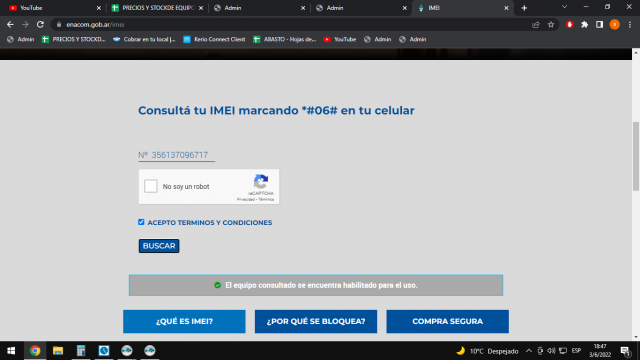 YouTube
PRECIOS Y STOCKDE EQUIPO
Admin
Admin
IMEI
enacom.gob.ar/imei
Admin
PRECIOS Y STOCKD...
Cobrar en tu local |...
Kerio Connect Client
ABASTO - Hojas de...
YouTube
Admin
Admin
Consultá tu IMEI marcando *#06# en tu celular
Nº 356137096717
No soy un robot
reCAPTCHA
Privacidad - Términos
ACEPTO TERMINOS Y CONDICIONES
BUSCAR
El equipo consultado se encuentra habilitado para el uso.
¿QUÉ ES IMEI?
¿POR QUÉ SE BLOQUEA?
COMPRA SEGURA
10°C Despejado
ESP
18:47
3/6/2022